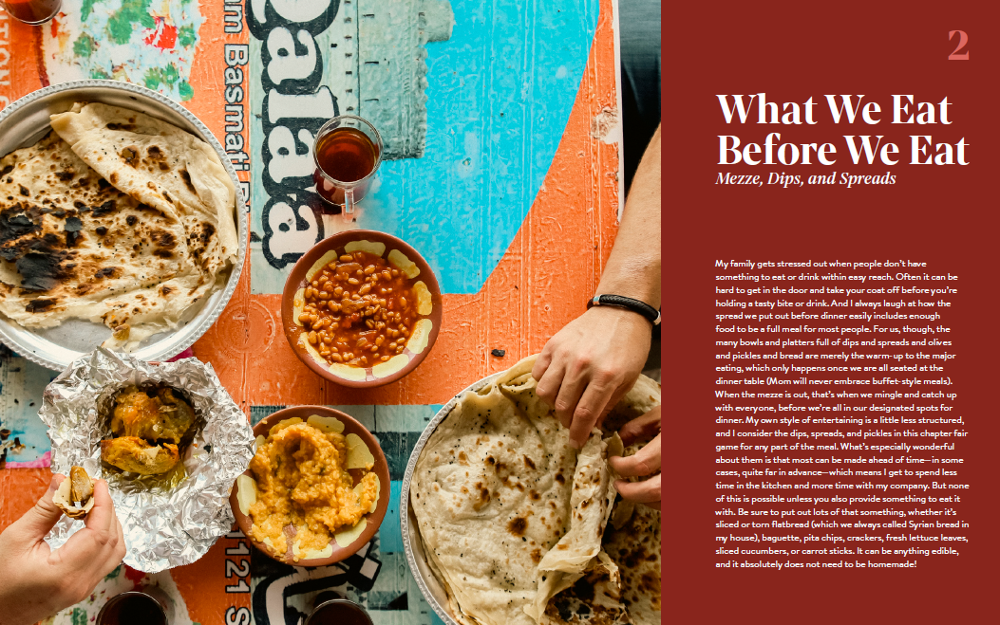 2
What We Eat
Before We Eat
Mezze, Dips, and Spreads
My family gets stressed out when people don't have
something to eat or drink within easy reach. Often it can be
hard to get in the door and take your coat off before you're
holding a tasty bite or drink. And I always laugh at how the
spread we put out before dinner easily includes enough
food to be a full meal for most people. For us, though, the
many bowls and platters full of dips and spreads and olives
and pickles and bread are merely the warm-up to the major
eating, which only happens once we are all seated at the
dinner table (Mom will never embrace buffet-style meals).
When the mezze is out, that's when we mingle and catch up
with everyone, before we're all in our designated spots for
dinner. My own style of entertaining is a little less structured,
and I consider the dips, spreads, and pickles in this chapter fair
game for any part of the meal. What's especially wonderful
about them is that most can be made ahead of time—in some
cases, quite far in advance—which means I get to spend less
time in the kitchen and more time with my company. But none
of this is possible unless you also provide something to eat it
with. Be sure to put out lots of that something, whether it's
sliced or torn flatbread (which we always called Syrian bread in
my house), baguette, pita chips, crackers, fresh lettuce leaves,
sliced cucumbers, or carrot sticks. It can be anything edible,
and it absolutely does not need to be homemade!
Basmati
1121